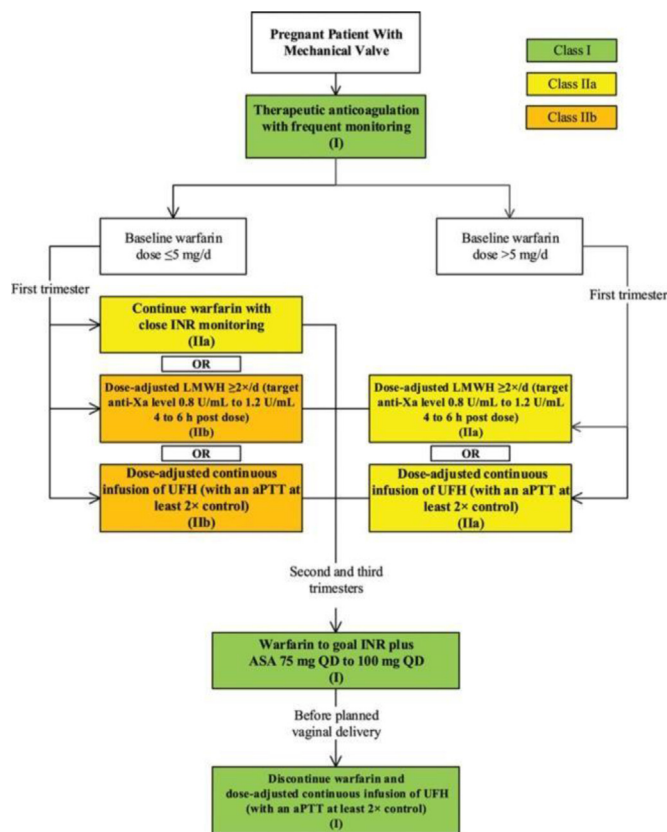 Pregnant Patient With
Mechanical Valve
Class I
Class IIa
Class IIb
Therapeutic anticoagulation
with frequent monitoring
(I)
Baseline warfarin
dose ≤5 mg/d
Baseline warfarin
dose >5 mg/d
First trimester
First trimester
Continue warfarin with
close INR monitoring
(IIa)
OR
Dose-adjusted LMWH ≥2×/d (target
anti-Xa level 0.8 U/mL to 1.2 U/mL
4 to 6 h post dose)
(IIb)
OR
Dose-adjusted continuous
infusion of UFH (with an aPTT at
least 2× control)
(IIb)
Dose-adjusted LMWH ≥2×/d (target
anti-Xa level 0.8 U/mL to 1.2 U/mL
4 to 6 h post dose)
(IIa)
OR
Dose-adjusted continuous
infusion of UFH (with an aPTT at
least 2× control)
(IIa)
Second and third
trimesters
Warfarin to goal INR plus
ASA 75 mg QD to 100 mg QD
(I)
Before planned
vaginal delivery
Discontinue warfarin and
dose-adjusted continuous infusion of UFH
(with an aPTT at least 2× control)
(I)